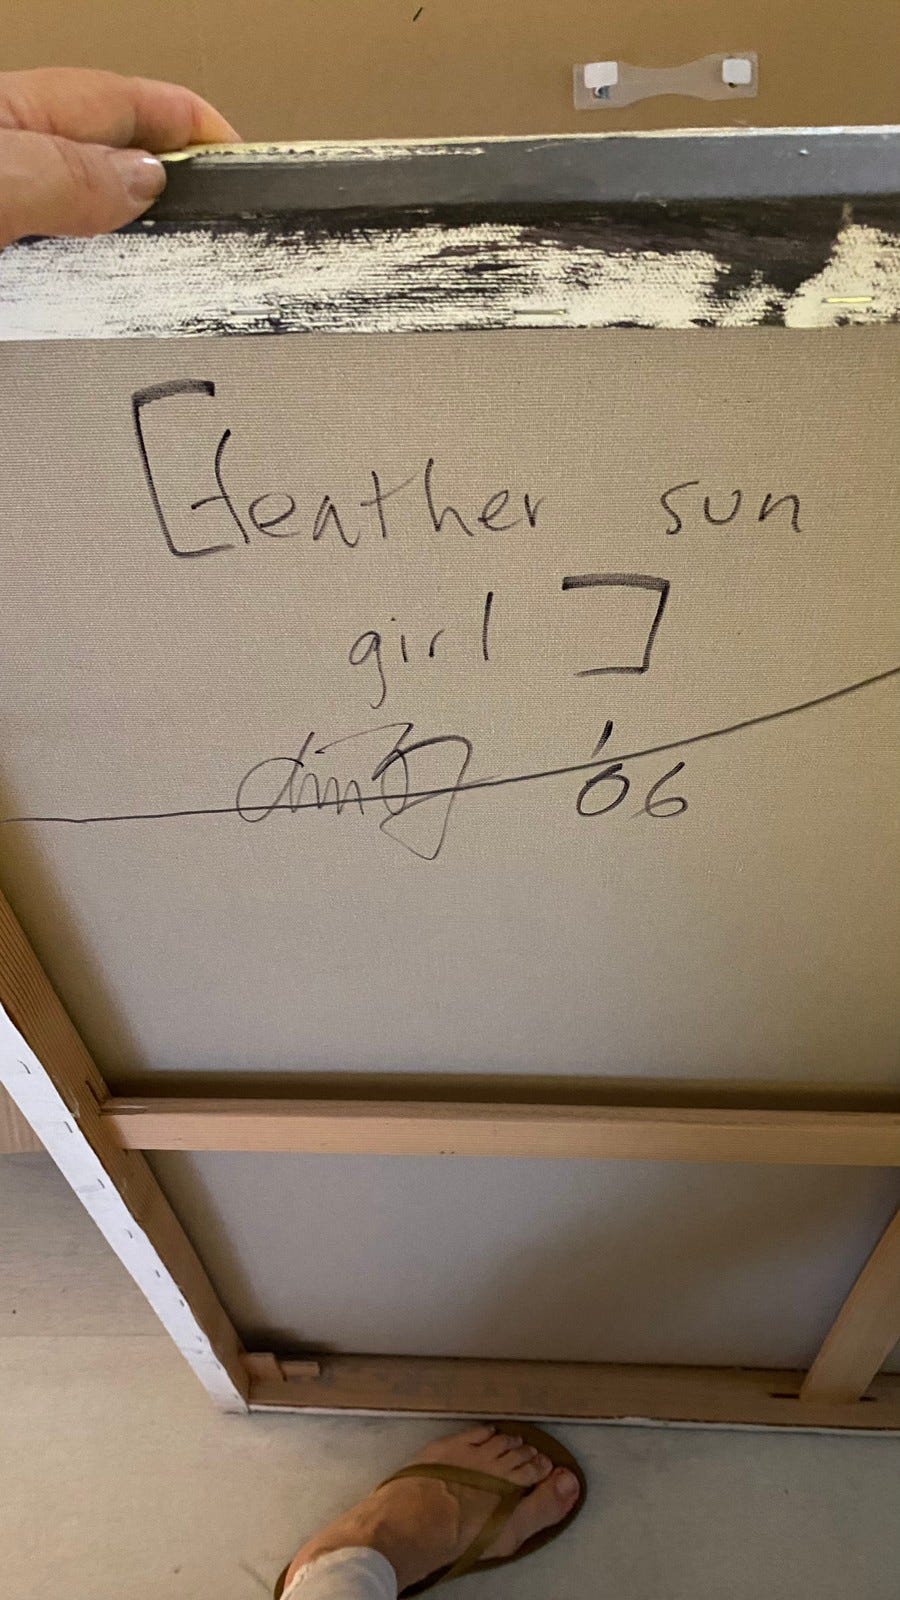 [feather sun
girl]
'06